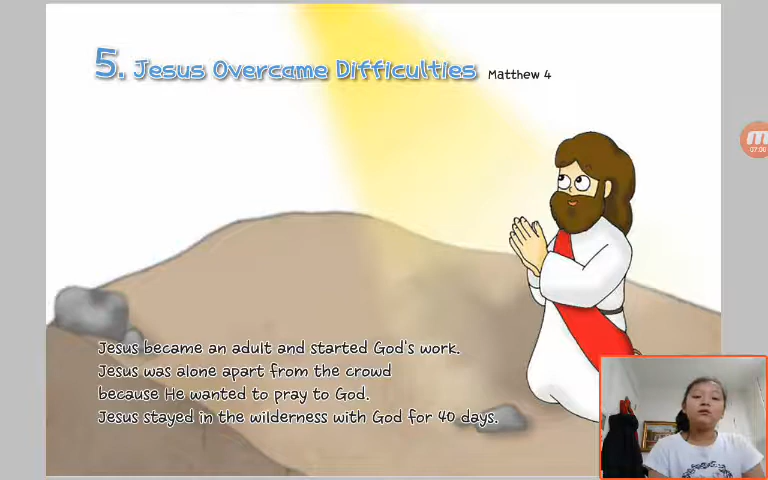 5. Jesus Overcame Difficulties Matthew 4
Jesus became an adult and started God's work.
Jesus was alone apart from the crowd
because He wanted to pray to God.
Jesus stayed in the wilderness with God for 40 days.